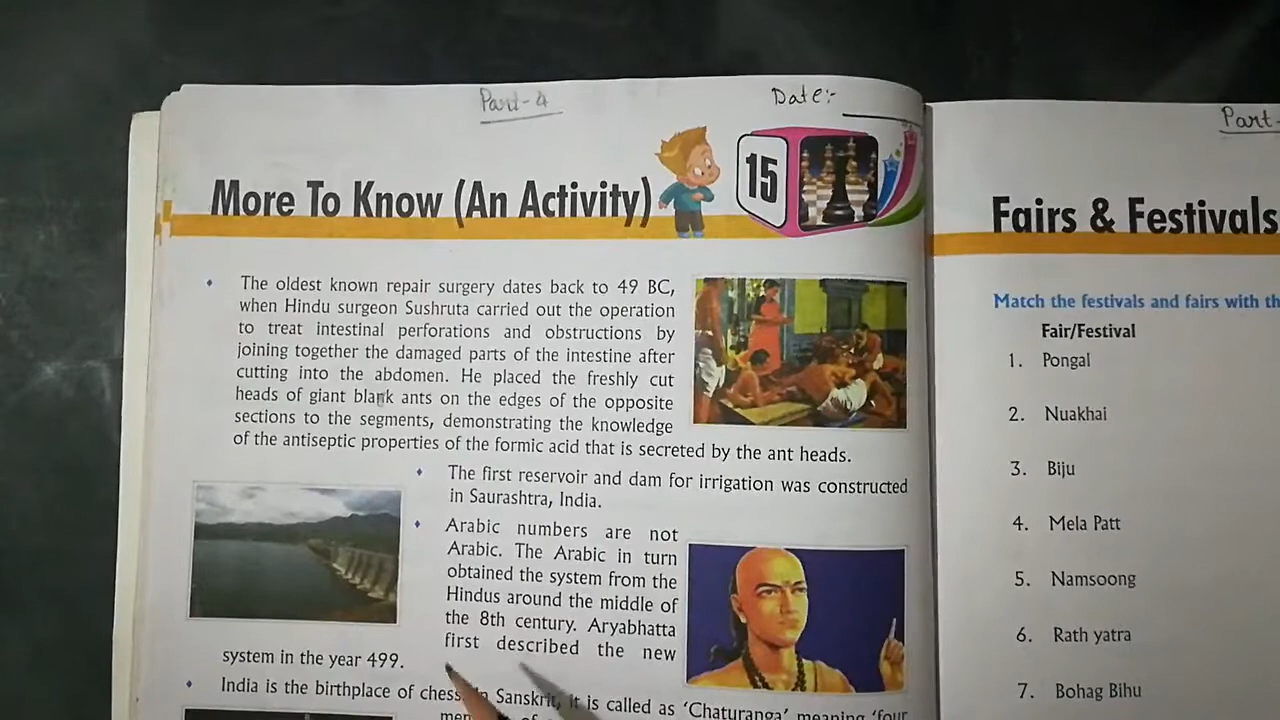 Part-4
Date:-
15
More To Know (An Activity)
The oldest known repair surgery dates back to 49 BC,
when Hindu surgeon Sushruta carried out the operation
to treat intestinal perforations and obstructions by
joining together the damaged parts of the intestine after
cutting into the abdomen. He placed the freshly cut
heads of giant blank ants on the edges of the opposite
sections to the segments, demonstrating the knowledge
of the antiseptic properties of the formic acid that is secreted by the ant heads.
The first reservoir and dam for irrigation was constructed
in Saurashtra, India.
Arabic numbers are not
Arabic. The Arabic in turn
obtained the system from the
Hindus around the middle of
the 8th century. Aryabhatta
first described the new
system in the year 499.
India is the birthplace of chess. In Sanskrit, it is called as 'Chaturanga' meaning 'four
of
Part-
Fairs & Festivals
Match the festivals and fairs with th
Fair/Festival
1. Pongal
2. Nuakhai
3. Biju
4. Mela Patt
5. Namsoong
6. Rath yatra
7. Bohag Bihu